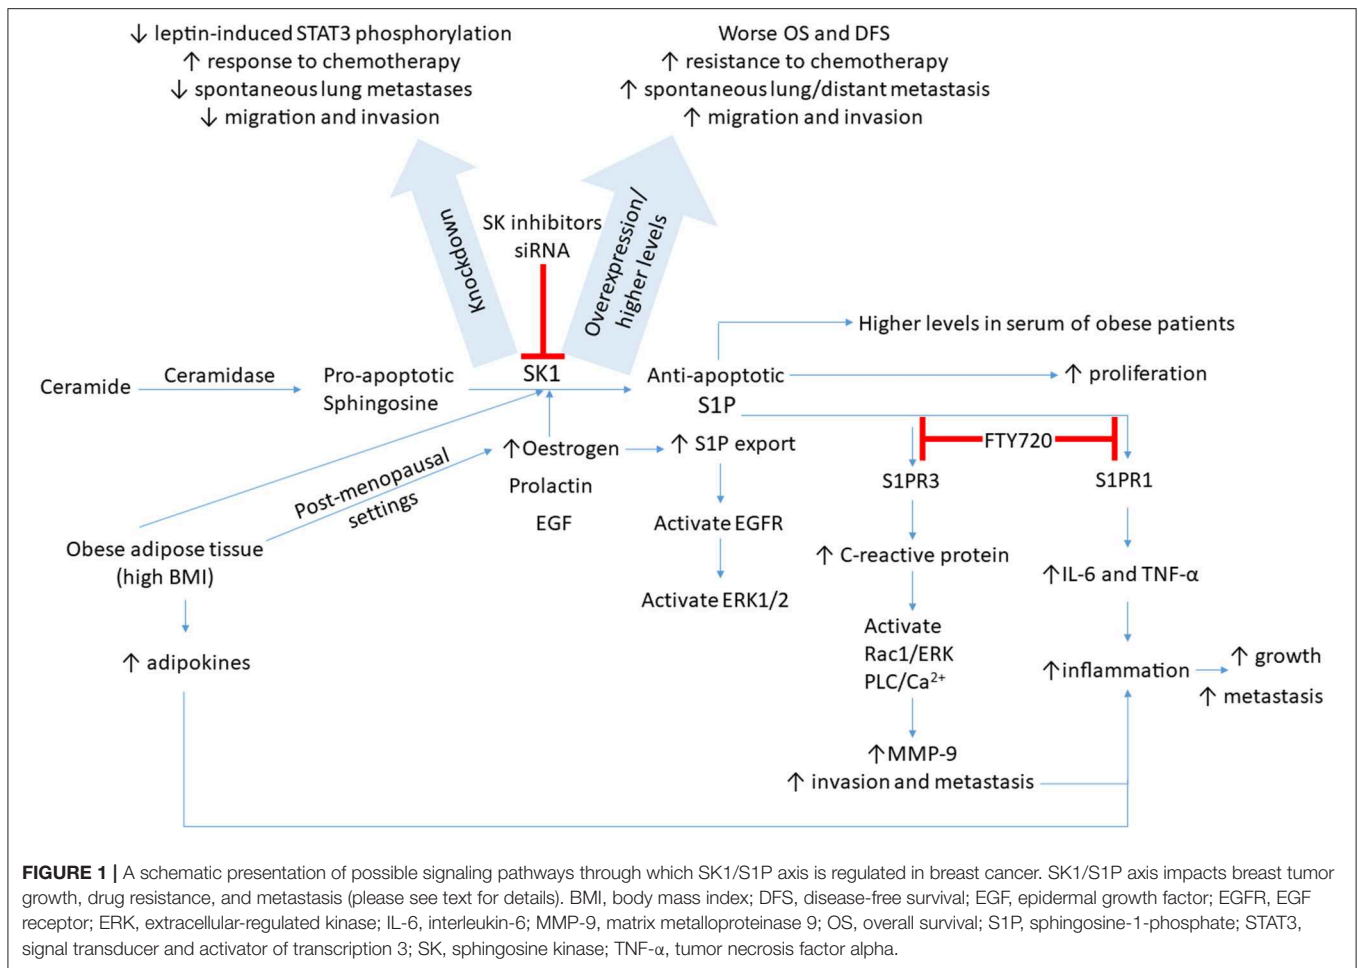 ↓ leptin-induced STAT3 phosphorylation
↑ response to chemotherapy
↓ spontaneous lung metastases
↓ migration and invasion
Worse OS and DFS
↑ resistance to chemotherapy
↑ spontaneous lung/distant metastasis
↑ migration and invasion
Knockdown
SK inhibitors
siRNA
Overexpression/
higher levels
Higher levels in serum of obese patients
Ceramide
Ceramidase
Pro-apoptotic
Sphingosine
SK1
Anti-apoptotic
S1P
↑ proliferation
↑Oestrogen
Prolactin
EGF
↑ S1P export
Activate EGFR
Activate ERK1/2
FTY720
S1PR3
S1PR1
↑ C-reactive protein
↑IL-6 and TNF-α
Activate
Rac1/ERK
PLC/Ca²⁺
↑MMP-9
↑ invasion and metastasis
↑inflammation
↑ growth
↑ metastasis
Post-menopausal
settings
Obese adipose tissue
(high BMI)
↑ adipokines
FIGURE 1 | A schematic presentation of possible signaling pathways through which SK1/S1P axis is regulated in breast cancer. SK1/S1P axis impacts breast tumor
growth, drug resistance, and metastasis (please see text for details). BMI, body mass index; DFS, disease-free survival; EGF, epidermal growth factor; EGFR, EGF
receptor; ERK, extracellular-regulated kinase; IL-6, interleukin-6; MMP-9, matrix metalloproteinase 9; OS, overall survival; S1P, sphingosine-1-phosphate; STAT3,
signal transducer and activator of transcription 3; SK, sphingosine kinase; TNF-α, tumor necrosis factor alpha.